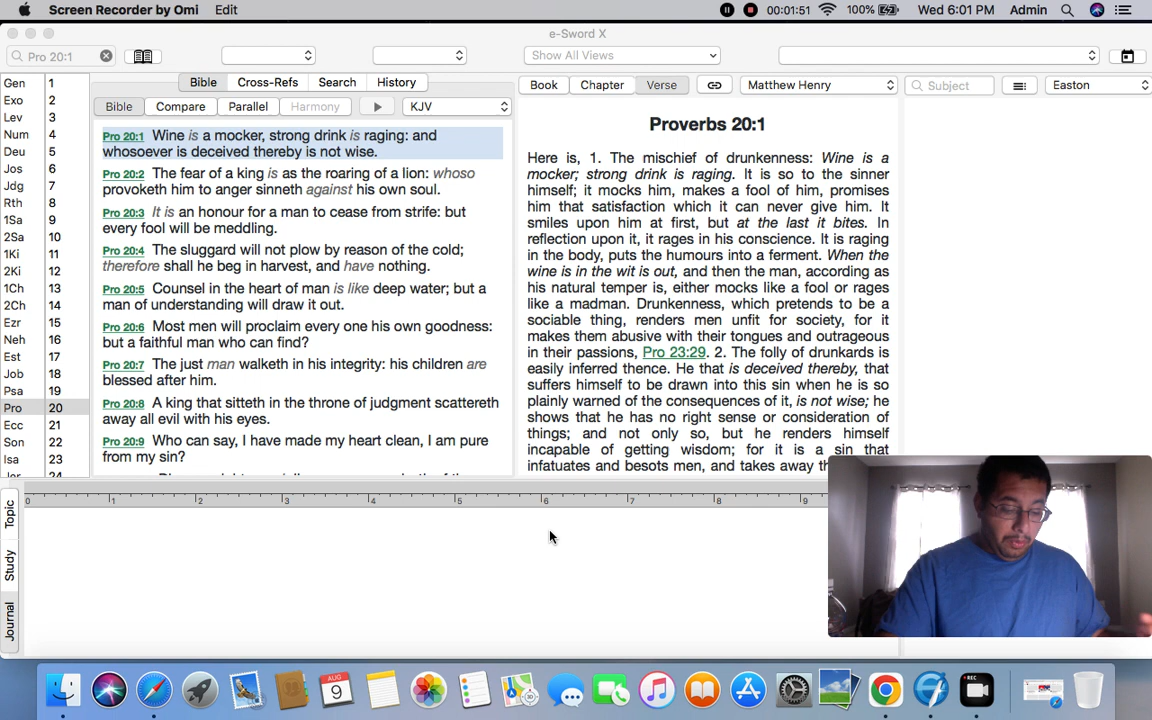 Screen Recorder by Omi Edit 00:01:51 100% Wed 6:01 PM Admin
e-Sword X
Pro 20:1 Show All Views
Bible Cross-Refs Search History
Book Chapter Verse Matthew Henry Subject Easton
Bible Compare Parallel Harmony KJV
Gen 1
Exo 2
Lev 3
Num 4
Deu 5
Jos 6
Jdg 7
Rth 8
1Sa 9
2Sa 10
1Ki 11
2Ki 12
1Ch 13
2Ch 14
Ezr 15
Neh 16
Est 17
Job 18
Psa 19
Pro 20
Ecc 21
Son 22
Isa 23
Jer 24
Pro 20:1 Wine is a mocker, strong drink is raging: and
whosoever is deceived thereby is not wise.
Pro 20:2 The fear of a king is as the roaring of a lion: whoso
provoketh him to anger sinneth against his own soul.
Pro 20:3 It is an honour for a man to cease from strife: but
every fool will be meddling.
Pro 20:4 The sluggard will not plow by reason of the cold;
therefore shall he beg in harvest, and have nothing.
Pro 20:5 Counsel in the heart of man is like deep water; but a
man of understanding will draw it out.
Pro 20:6 Most men will proclaim every one his own goodness:
but a faithful man who can find?
Pro 20:7 The just man walketh in his integrity: his children are
blessed after him.
Pro 20:8 A king that sitteth in the throne of judgment scattereth
away all evil with his eyes.
Pro 20:9 Who can say, I have made my heart clean, I am pure
from my sin?
Proverbs 20:1
Here is, 1. The mischief of drunkenness: Wine is a
mocker; strong drink is raging. It is so to the sinner
himself; it mocks him, makes a fool of him, promises
him that satisfaction which it can never give him. It
smiles upon him at first, but at the last it bites. In
reflection upon it, it rages in his conscience. It is raging
in the body, puts the humours into a ferment. When the
wine is in the wit is out, and then the man, according as
his natural temper is, either mocks like a fool or rages
like a madman. Drunkenness, which pretends to be a
sociable thing, renders men unfit for society, for it
makes them abusive with their tongues and outrageous
in their passions, Pro 23:29. 2. The folly of drunkards is
easily inferred thence. He that is deceived thereby, that
suffers himself to be drawn into this sin when he is so
plainly warned of the consequences of it, is not wise; he
shows that he has no right sense or consideration of
things; and not only so, but he renders himself
incapable of getting wisdom; for it is a sin that
infatuates and besots men, and takes away
0 1 2 3 4 5 6 7 8 9
Topic
Study
Journal
AUG
9
REC